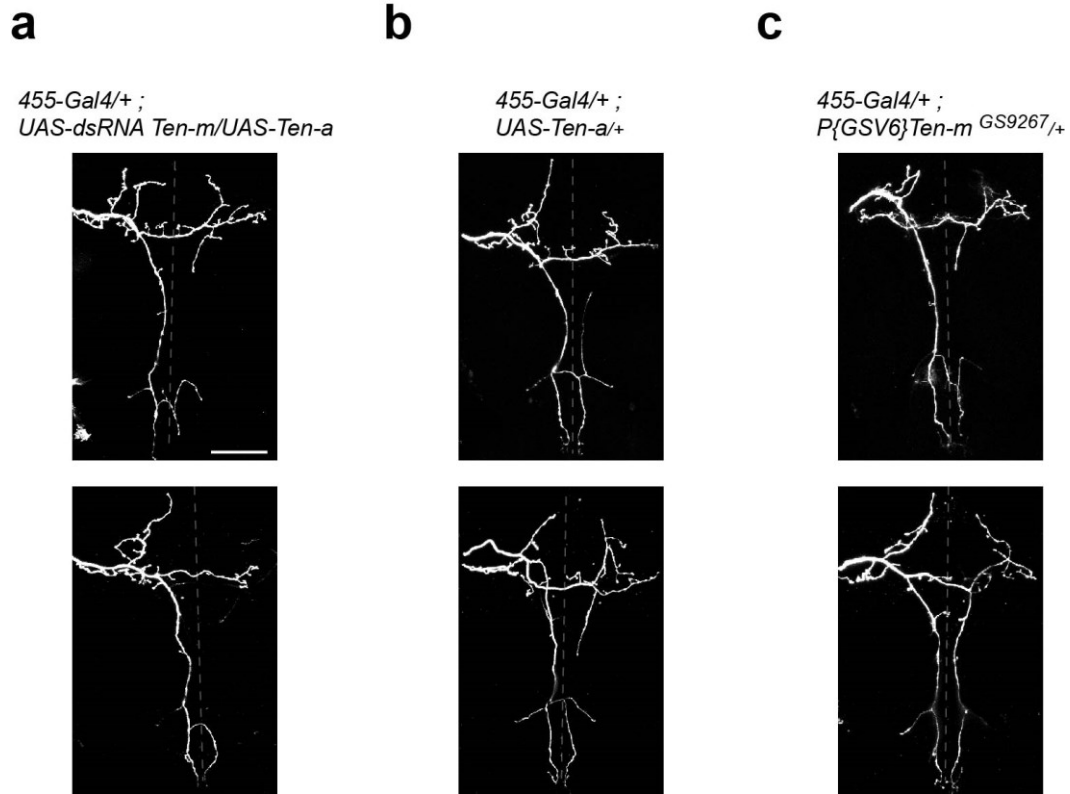 a
b
c
455-Gal4/+ ;
UAS-dsRNA Ten-m/UAS-Ten-a
455-Gal4/+ ;
UAS-Ten-a/+
455-Gal4/+ ;
P{GSV6}Ten-m GS9267/+